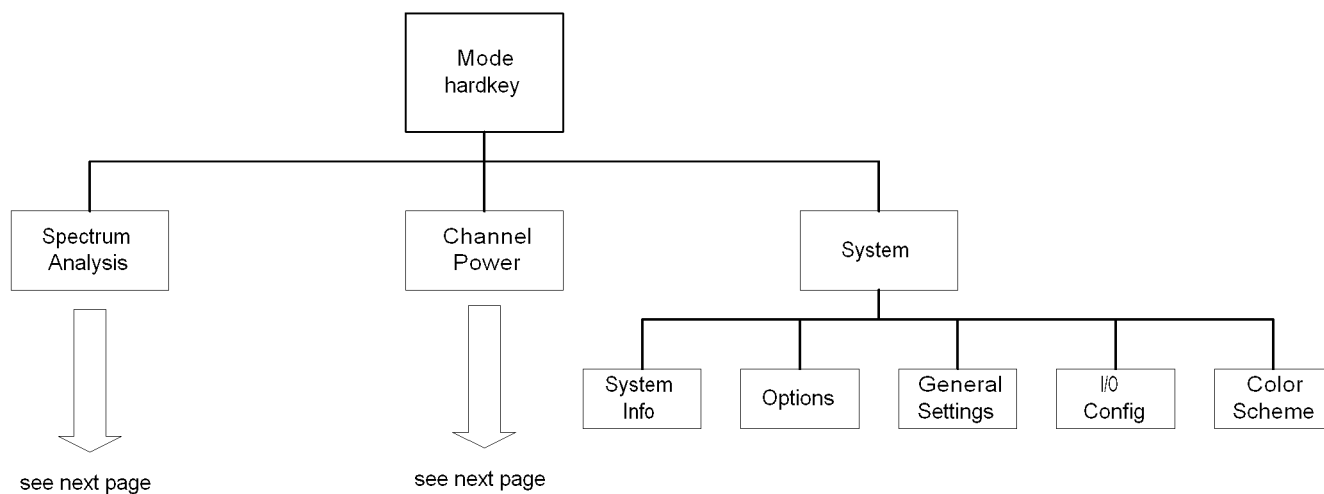 Mode
hardkey
Spectrum
Analysis
Channel
Power
System
System
Info
Options
General
Settings
I/0
Config
Color
Scheme
see next page
see next page